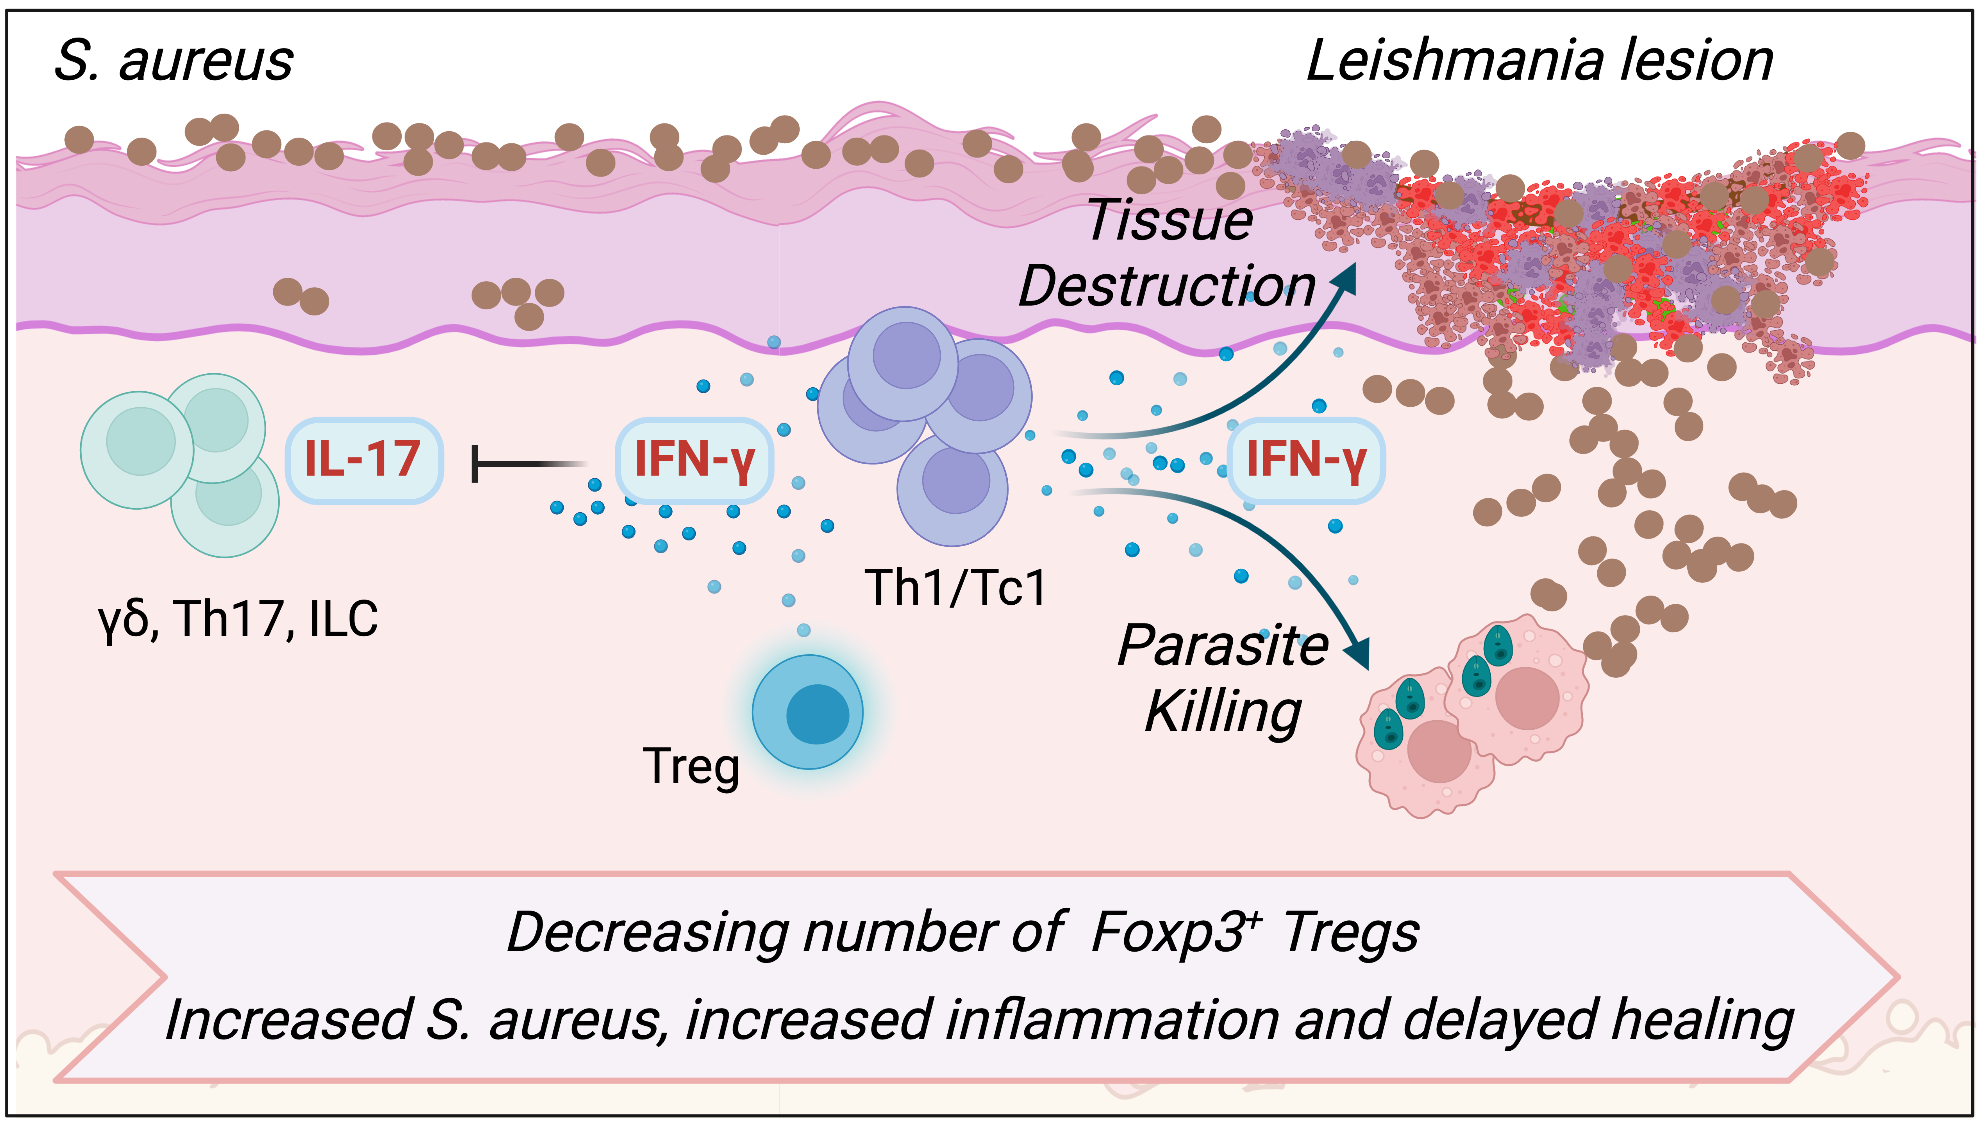 S. aureus
Leishmania lesion
Tissue
Destruction
IL-17
IFN-γ
IFN-γ
Th1/Tc1
γδ, Th17, ILC
Parasite
Killing
Treg
Decreasing number of Foxp3⁺ Tregs
Increased S. aureus, increased inflammation and delayed healing